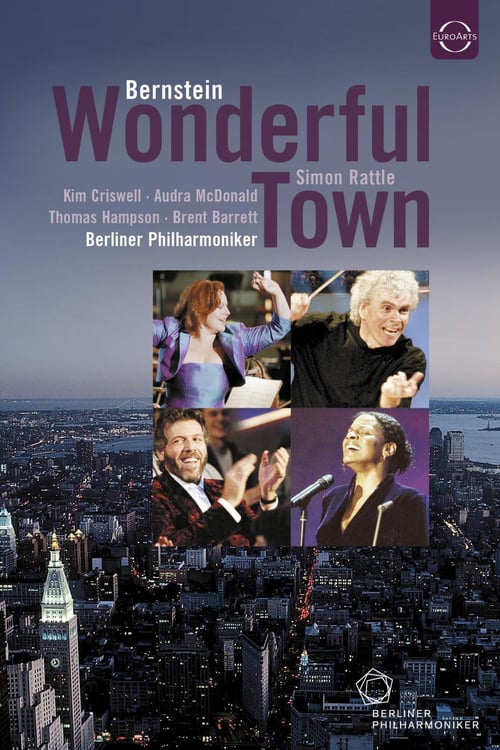 EUROARTS
Bernstein
Wonderful
Simon Rattle
Town
Kim Criswell · Audra McDonald
Thomas Hampson · Brent Barrett
Berliner Philharmoniker
BERLINER
PHILHARMONIKER